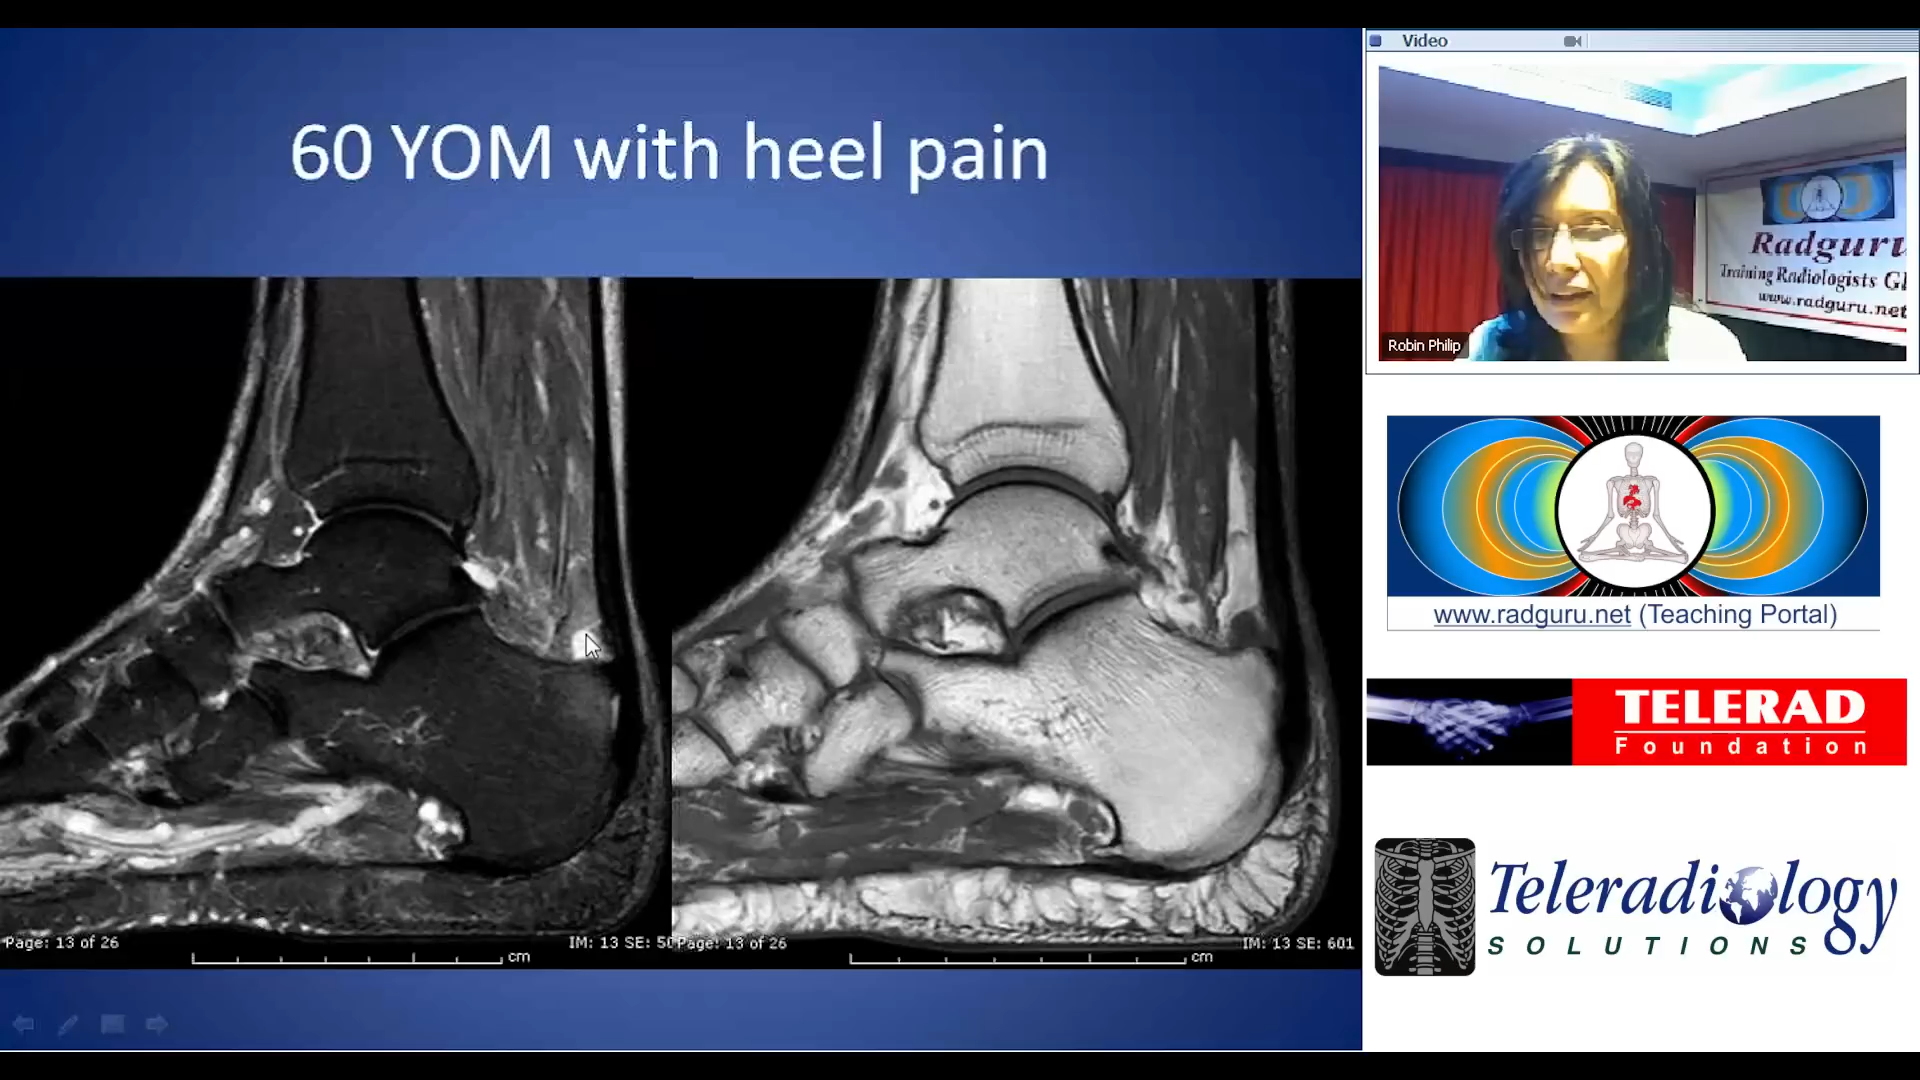 60 YOM with heel pain
Page: 13 of 26
IM: 13 SE: 50
Page: 13 of 26
IM: 13 SE: 601
cm
cm
Video
Radguru
Training Radiologists Gl
www.radguru.net
Robin Philip
www.radguru.net (Teaching Portal)
TELERAD
Foundation
Teleradiology
SOLUTIONS